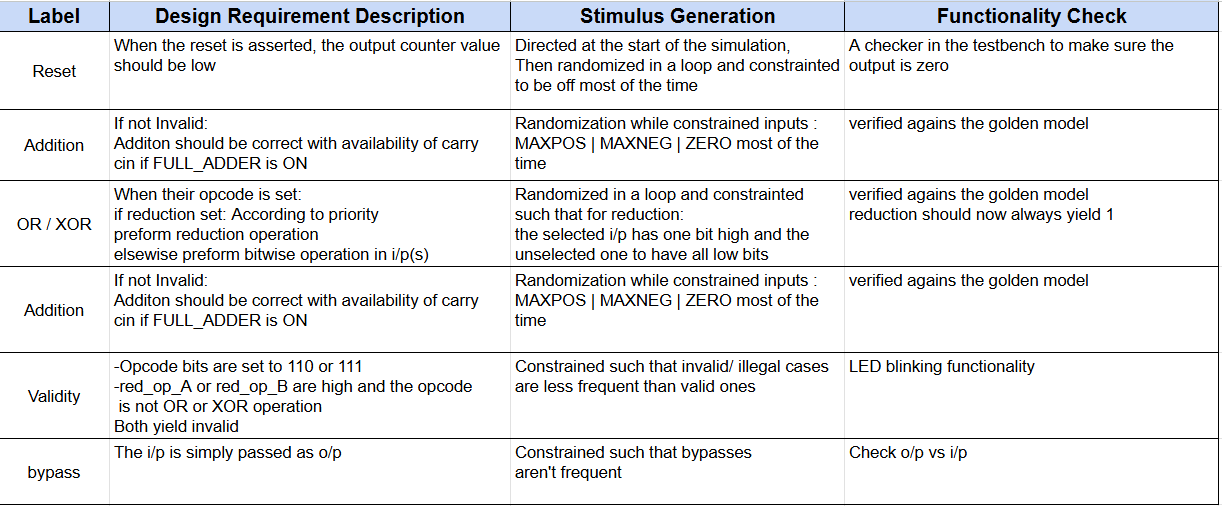 Label Design Requirement Description Stimulus Generation Functionality Check
Reset
When the reset is asserted, the output counter value
should be low
Directed at the start of the simulation,
Then randomized in a loop and constrainted
to be off most of the time
A checker in the testbench to make sure the
output is zero
Addition
If not Invalid:
Additon should be correct with availability of carry
cin if FULL_ADDER is ON
Randomization while constrained inputs :
MAXPOS | MAXNEG | ZERO most of the
time
verified agains the golden model
OR / XOR
When their opcode is set:
if reduction set: According to priority
preform reduction operation
elsewise preform bitwise operation in i/p(s)
Randomized in a loop and constrainted
such that for reduction:
the selected i/p has one bit high and the
unselected one to have all low bits
verified agains the golden model
reduction should now always yield 1
Addition
If not Invalid:
Additon should be correct with availability of carry
cin if FULL_ADDER is ON
Randomization while constrained inputs :
MAXPOS | MAXNEG | ZERO most of the
time
verified agains the golden model
Validity
-Opcode bits are set to 110 or 111
-red_op_A or red_op_B are high and the opcode
is not OR or XOR operation
Both yield invalid
Constrained such that invalid/ illegal cases
are less frequent than valid ones
LED blinking functionality
bypass
The i/p is simply passed as o/p
Constrained such that bypasses
aren't frequent
Check o/p vs i/p